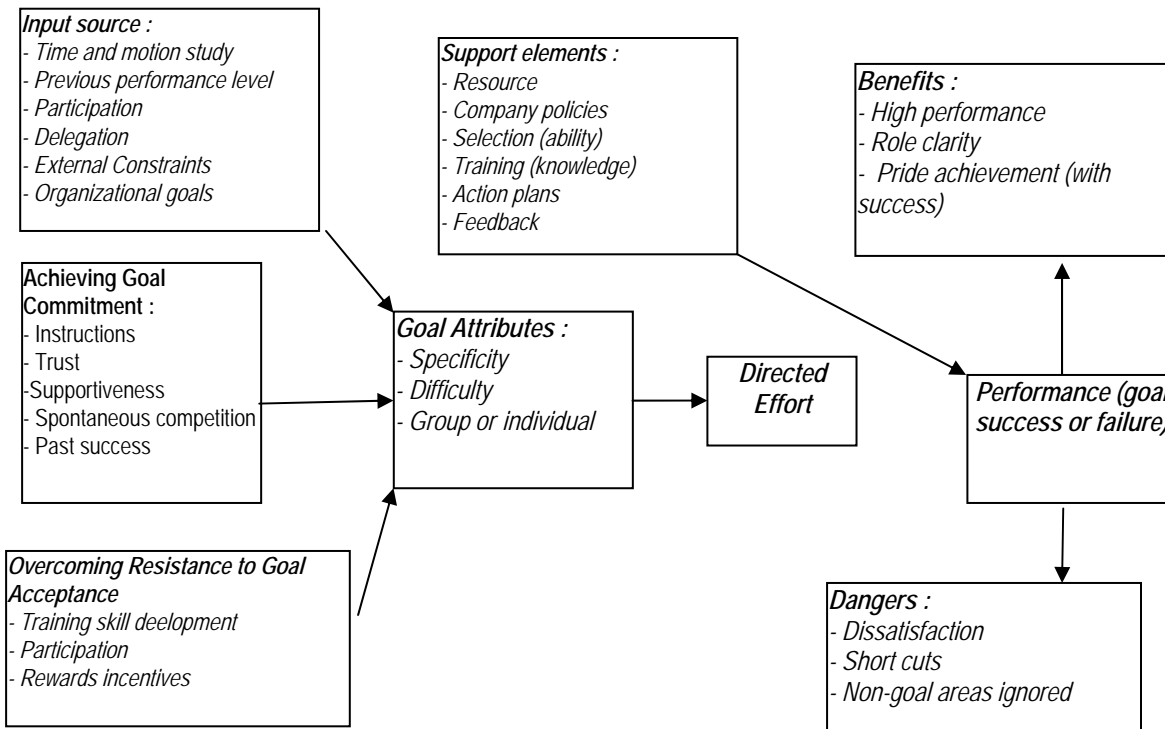 Input source :
- Time and motion study
- Previous performance level
- Participation
- Delegation
- External Constraints
- Organizational goals
Support elements :
- Resource
- Company policies
- Selection (ability)
- Training (knowledge)
- Action plans
- Feedback
Benefits :
- High performance
- Role clarity
- Pride achievement (with
success)
Achieving Goal
Commitment :
- Instructions
- Trust
-Supportiveness
- Spontaneous competition
- Past success
Goal Attributes :
- Specificity
- Difficulty
- Group or individual
Directed
Effort
Performance (goal
success or failure)
Overcoming Resistance to Goal
Acceptance
- Training skill deelopment
- Participation
- Rewards incentives
Dangers :
- Dissatisfaction
- Short cuts
- Non-goal areas ignored